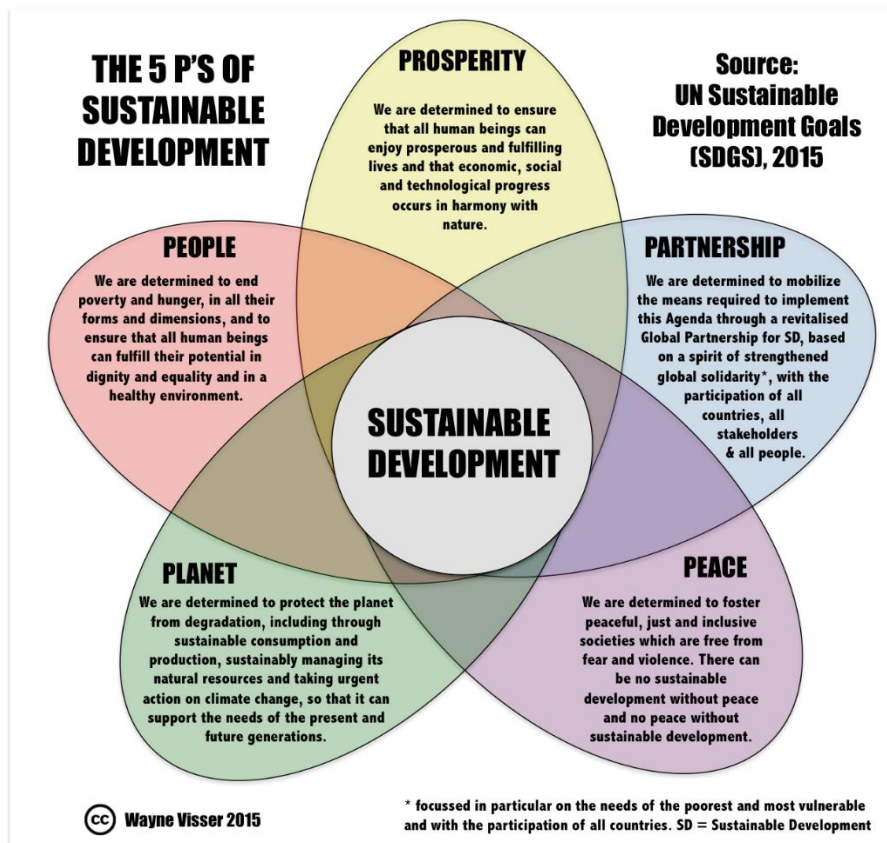 THE 5 P'S OF
SUSTAINABLE
DEVELOPMENT
PROSPERITY
We are determined to ensure
that all human beings can
enjoy prosperous and fulfilling
lives and that economic, social
and technological progress
occurs in harmony with
nature.
Source:
UN Sustainable
Development Goals
(SDGS), 2015
PEOPLE
We are determined to end
poverty and hunger, in all their
forms and dimensions, and to
ensure that all human beings
can fulfill their potential in
dignity and equality and in a
healthy environment.
PARTNERSHIP
We are determined to mobilize
the means required to implement
this Agenda through a revitalised
Global Partnership for SD, based
on a spirit of strengthened
global solidarity*, with the
participation of all
countries, all
stakeholders
& all people.
SUSTAINABLE
DEVELOPMENT
PLANET
We are determined to protect the planet
from degradation, including through
sustainable consumption and
production, sustainably managing its
natural resources and taking urgent
action on climate change, so that it can
support the needs of the present and
future generations.
PEACE
We are determined to foster
peaceful, just and inclusive
societies which are free from
fear and violence. There can
be no sustainable
development without peace
and no peace without
sustainable development.
cc Wayne Visser 2015
* focussed in particular on the needs of the poorest and most vulnerable
and with the participation of all countries. SD = Sustainable Development